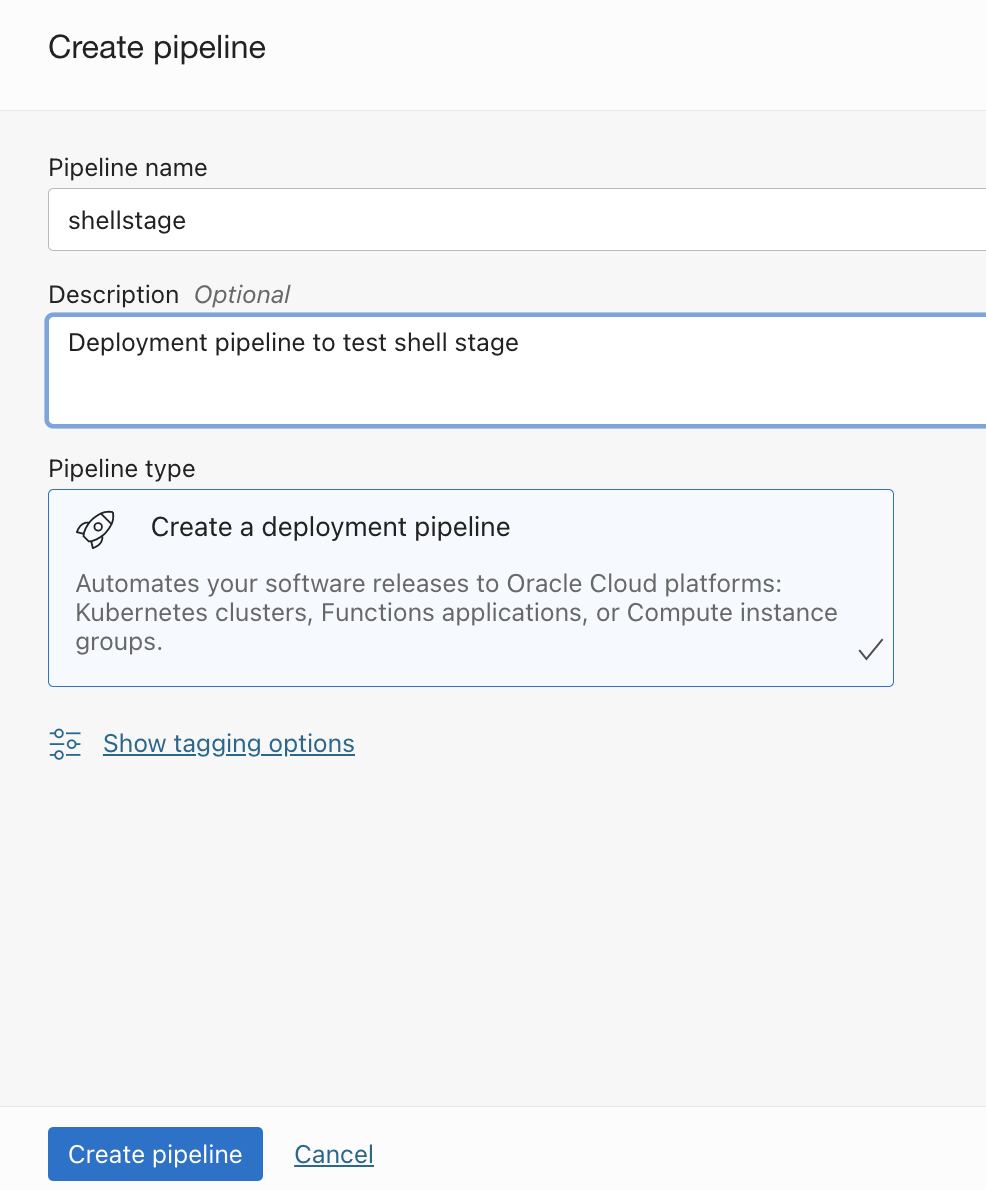 Create pipeline
Pipeline name
shellstage
Description Optional
Deployment pipeline to test shell stage
Pipeline type
Create a deployment pipeline
Automates your software releases to Oracle Cloud platforms:
Kubernetes clusters, Functions applications, or Compute instance
groups.
Show tagging options
Create pipeline Cancel